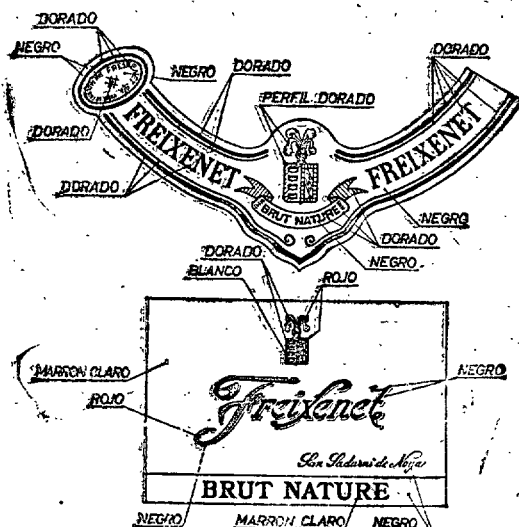 DORADO
NEGRO
NEGRO
DORADO
DORADO
PERFIL DORADO
DORADO
FREIXENET
FREIXENET
DORADO
BRUT NATURE
NEGRO
DORADO
NEGRO
DORADO
BLANCO
ROJO
MARRON CLARO
NEGRO
ROJO
Freixenet
San Sadurni de Noya
BRUT NATURE
NEGRO
MARRON CLARO
NEGRO